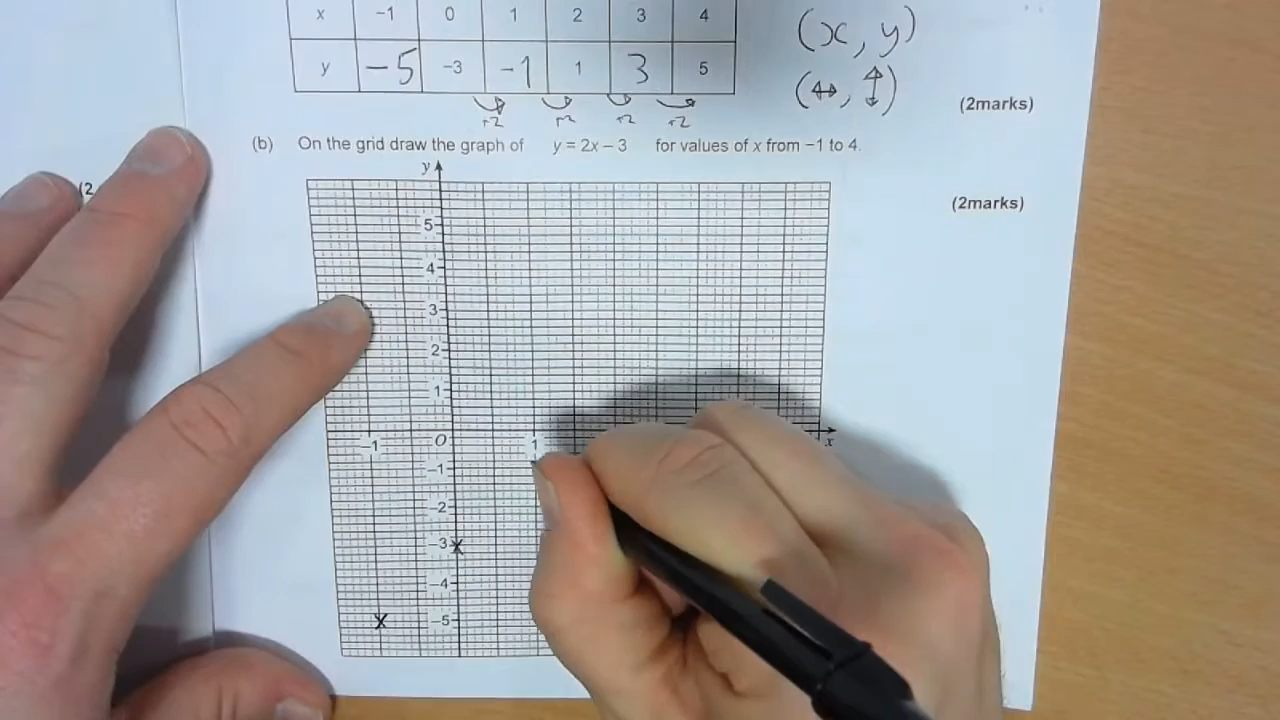 x −1 0 1 2 3 4 (x, y)
y −5 −3 −1 1 3 5 (↔, ↕)
(2marks)
+2 +2 +2 +2
(b) On the grid draw the graph of y = 2x – 3 for values of x from −1 to 4.
y
(2
(2marks)
5
4
3
2
1
−1 O 1 x
−1
−2
−3
−4
−5